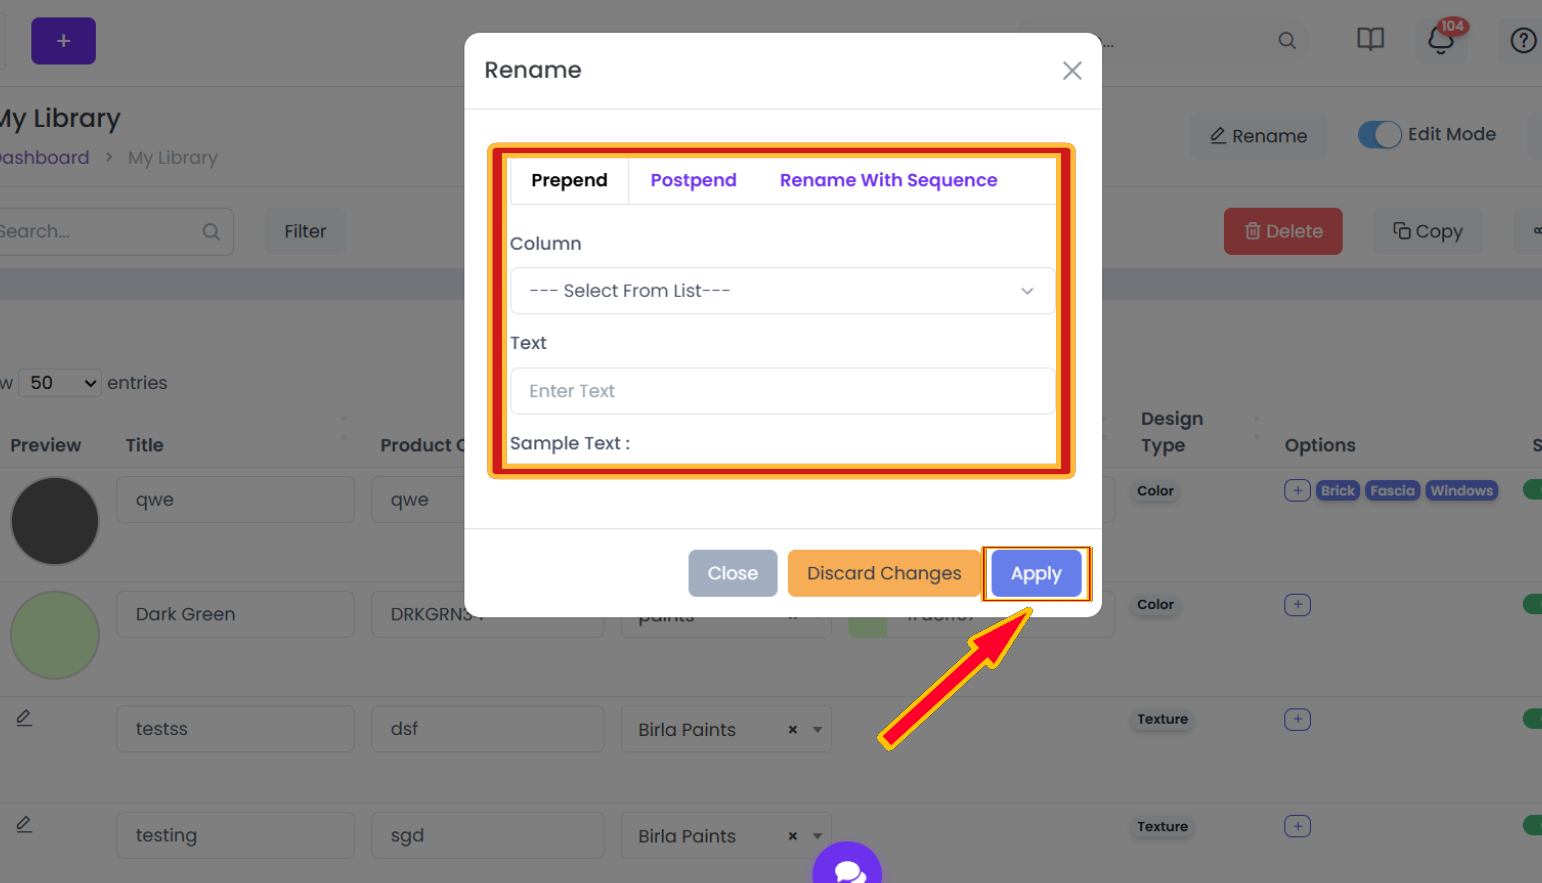 +
Rename
104
My Library
Dashboard > My Library
Rename
Edit Mode
Prepend Postpend Rename With Sequence
Search...
Filter
Delete
Copy
Column
--- Select From List---
Text
Enter Text
50 entries
Sample Text :
Preview Title Product
Design
Type
Options
qwe qwe Color + Brick Fascia Windows
Close Discard Changes Apply
Dark Green Color +
testss dsf Birla Paints × Texture +
testing sgd Birla Paints × Texture +